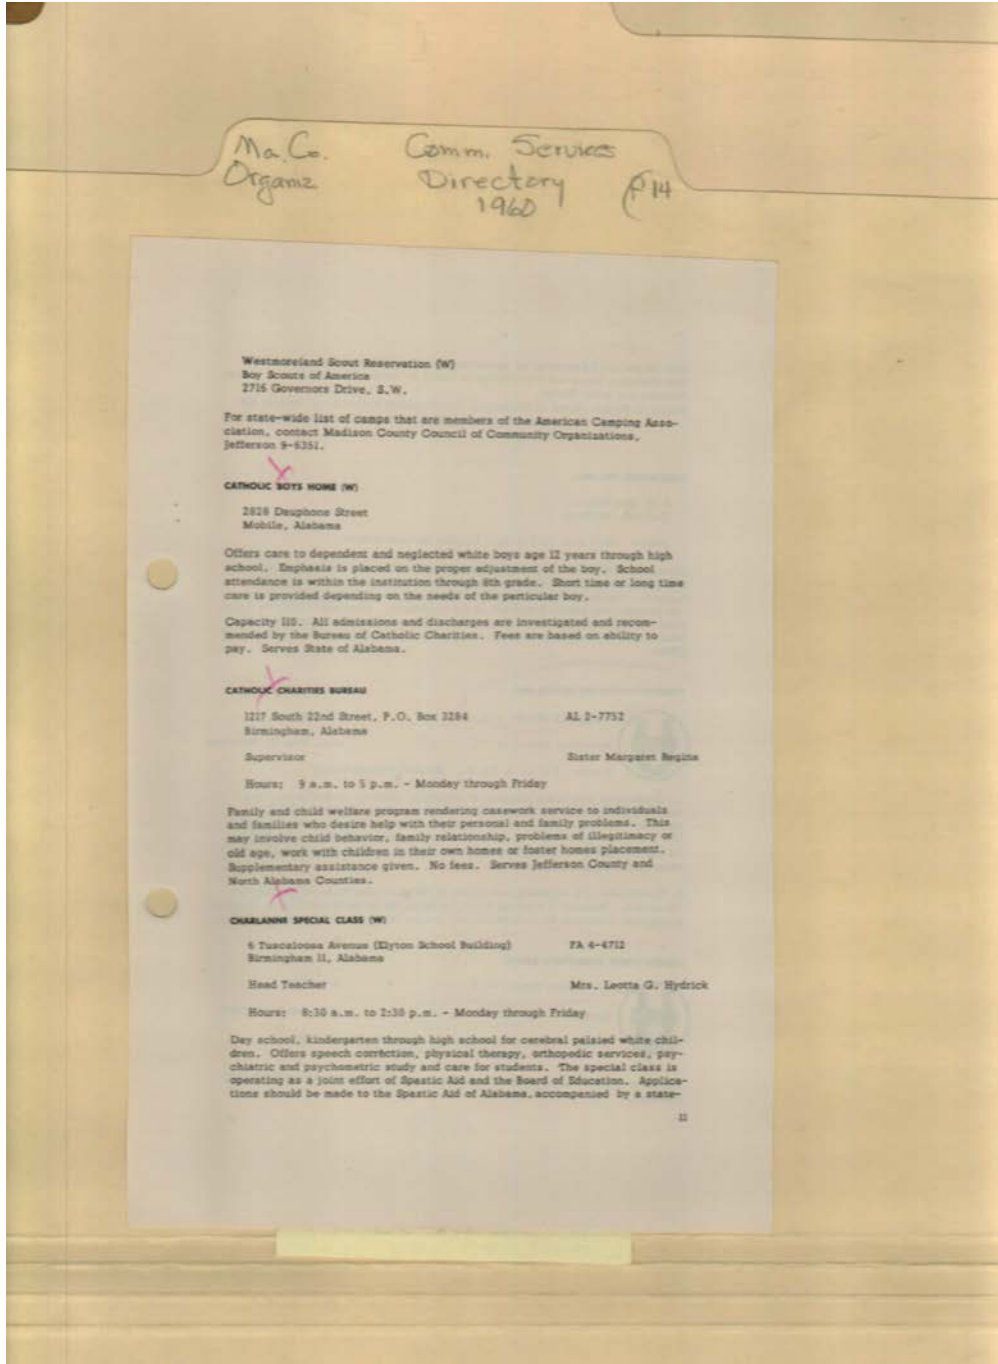 Ma. Co. Comm. Services
Organiz. Directory P 14
1960
Westmoreland Scout Reservation (W)
Boy Scouts of America
2716 Governors Drive, S.W.
For state-wide list of camps that are members of the American Camping Asso-
ciation, contact Madison County Council of Community Organizations,
Jefferson 9-6351.
CATHOLIC BOYS HOME (W)
2828 Dauphone Street
Mobile, Alabama
Offers care to dependent and neglected white boys age 12 years through high
school. Emphasis is placed on the proper adjustment of the boy. School
attendance is within the institution through 8th grade. Short time or long time
care is provided depending on the needs of the particular boy.
Capacity 110. All admissions and discharges are investigated and recom-
mended by the Bureau of Catholic Charities. Fees are based on ability to
pay. Serves State of Alabama.
CATHOLIC CHARITIES BUREAU
1217 South 22nd Street, P.O. Box 3284 AL 2-7752
Birmingham, Alabama
Supervisor Sister Margaret Regina
Hours: 9 a.m. to 5 p.m. - Monday through Friday
Family and child welfare program rendering casework service to individuals
and families who desire help with their personal and family problems. This
may involve child behavior, family relationship, problems of illegitimacy or
old age, work with children in their own homes or foster homes placement.
Supplementary assistance given. No fees. Serves Jefferson County and
North Alabama Counties.
CHARLANNE SPECIAL CLASS (W)
6 Tuscaloosa Avenue (Elyton School Building) FA 4-4712
Birmingham 11, Alabama
Head Teacher Mrs. Leotta G. Hydrick
Hours: 8:30 a.m. to 2:30 p.m. - Monday through Friday
Day school, kindergarten through high school for cerebral palsied white chil-
dren. Offers speech correction, physical therapy, orthopedic services, psy-
chiatric and psychometric study and care for students. The special class is
operating as a joint effort of Spastic Aid and the Board of Education. Applica-
tions should be made to the Spastic Aid of Alabama, accompanied by a state-
11